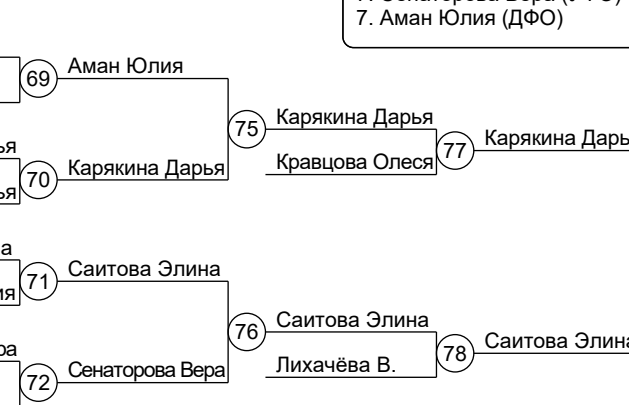 7. Аман Юлия (ДФО)
69 Аман Юлия
75 Карякина Дарья
77 Карякина Дарь
Кравцова Олеся
70 Карякина Дарья
71 Саитова Элина
76 Саитова Элина
78 Саитова Элина
Лихачёва В.
72 Сенаторова Вера